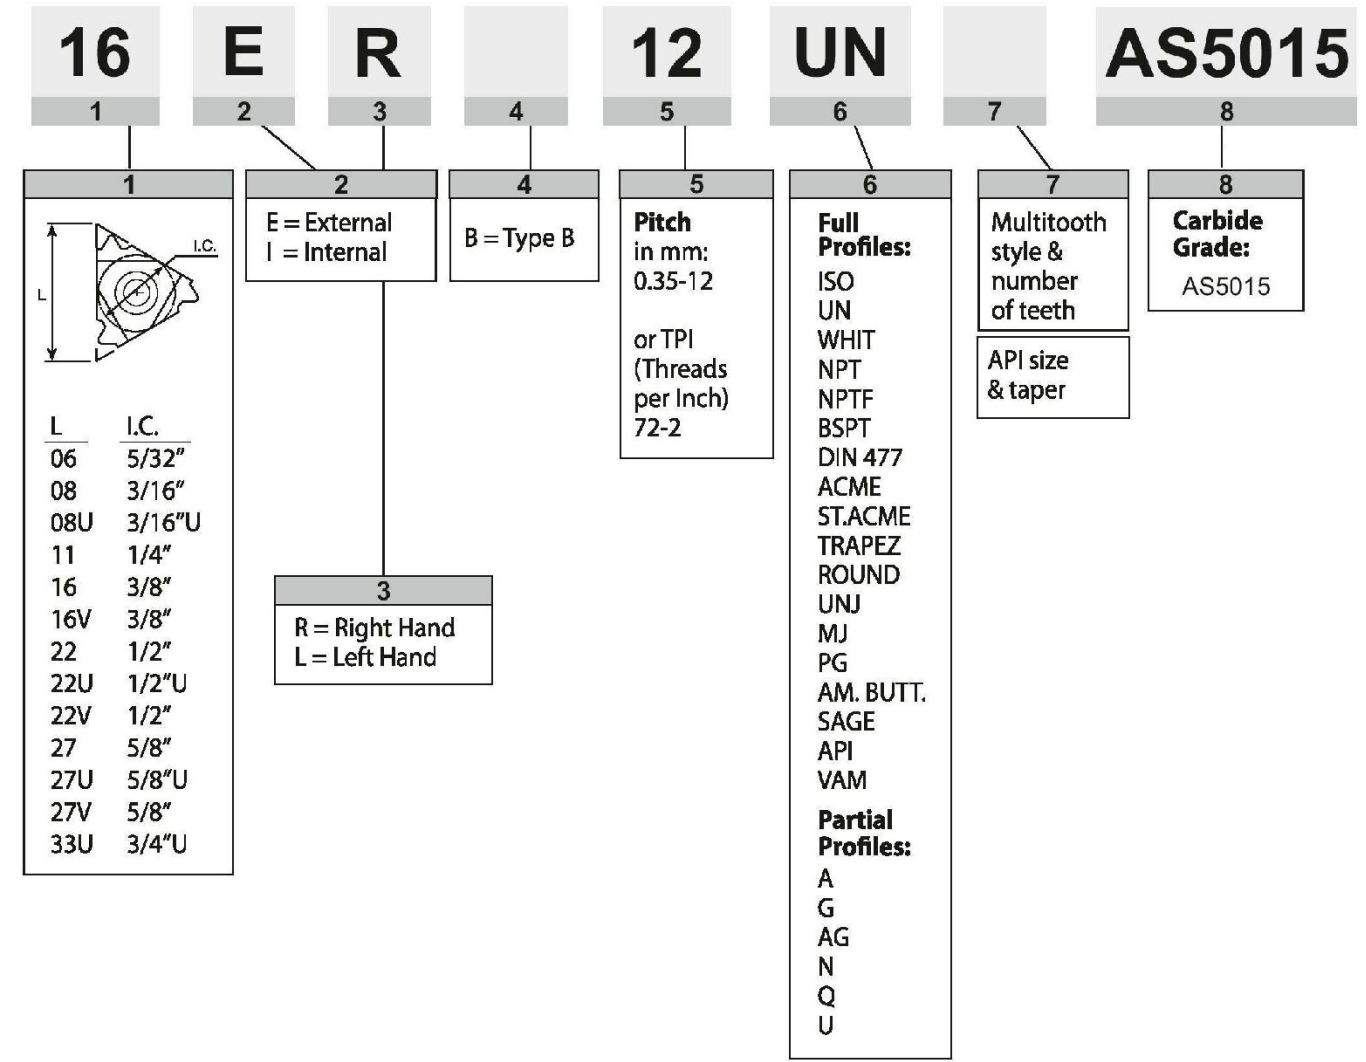 16 E R 12 UN AS5015
1 2 3 4 5 6 7 8
1
I.C.
L
L I.C.
06 5/32"
08 3/16"
08U 3/16"U
11 1/4"
16 3/8"
16V 3/8"
22 1/2"
22U 1/2"U
22V 1/2"
27 5/8"
27U 5/8"U
27V 5/8"
33U 3/4"U
2
E = External
I = Internal
3
R = Right Hand
L = Left Hand
4
B = Type B
5
Pitch
in mm:
0.35-12
or TPI
(Threads
per Inch)
72-2
6
Full
Profiles:
ISO
UN
WHIT
NPT
NPTF
BSPT
DIN 477
ACME
ST.ACME
TRAPEZ
ROUND
UNJ
MJ
PG
AM. BUTT.
SAGE
API
VAM
Partial
Profiles:
A
G
AG
N
Q
U
7
Multitooth
style &
number
of teeth
API size
& taper
8
Carbide
Grade:
AS5015